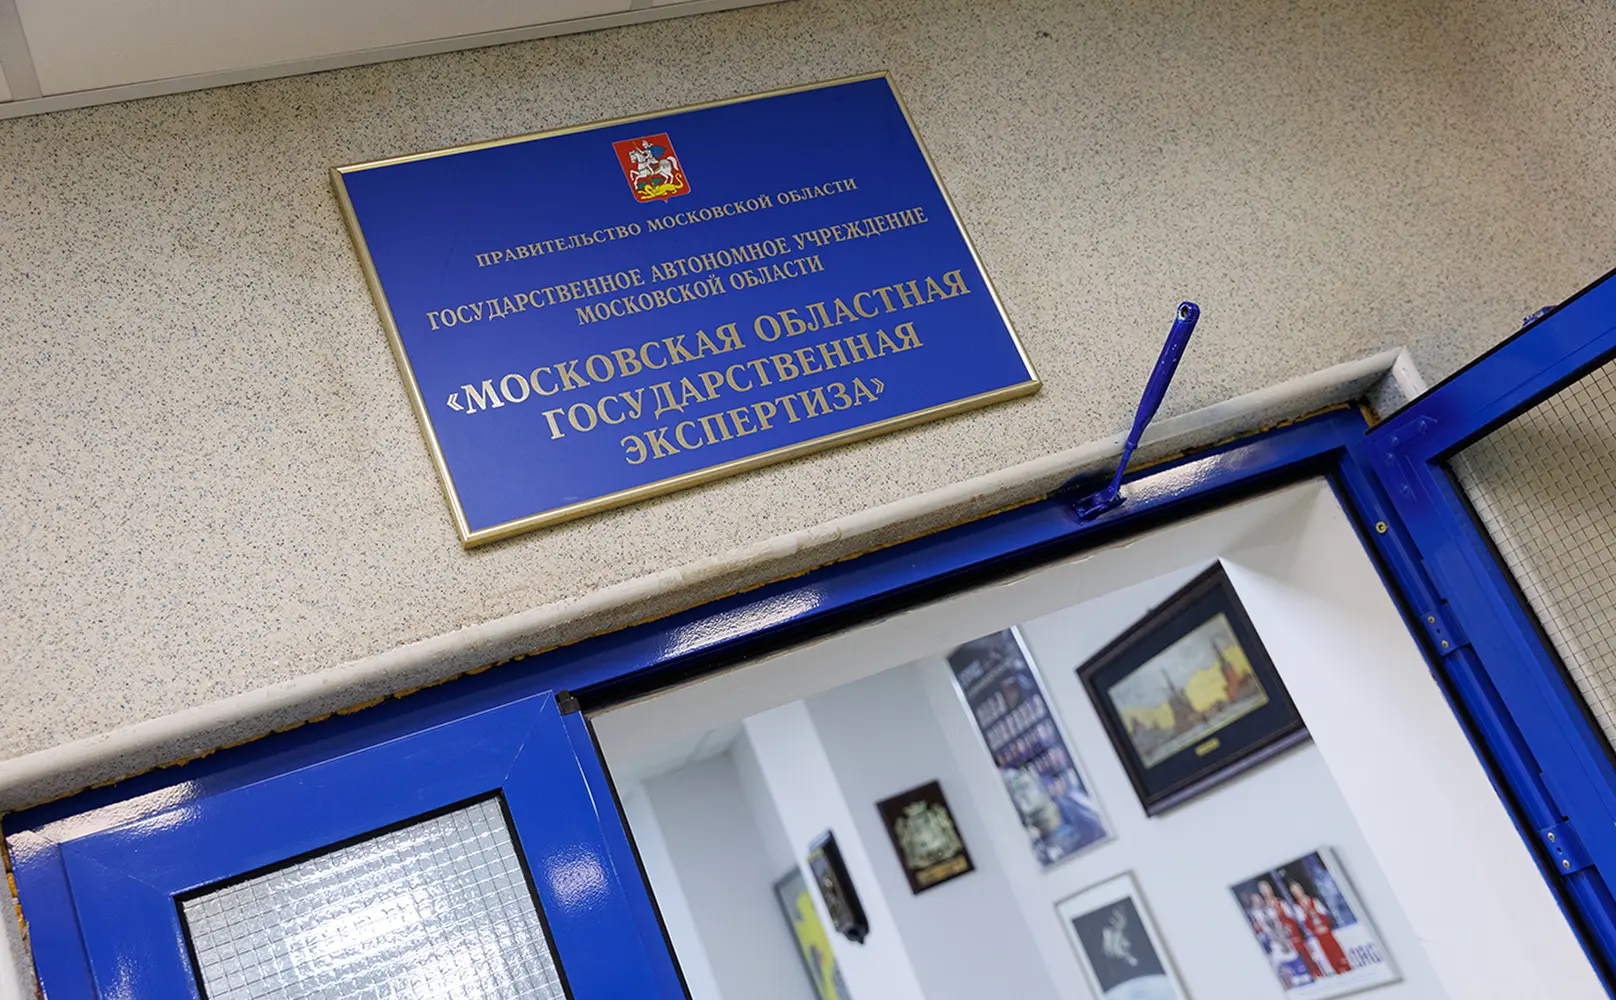 ПРАВИТЕЛЬСТВО МОСКОВСКОЙ ОБЛАСТИ
ГОСУДАРСТВЕННОЕ АВТОНОМНОЕ УЧРЕЖДЕНИЕ
МОСКОВСКОЙ ОБЛАСТИ
«МОСКОВСКАЯ ОБЛАСТНАЯ
ГОСУДАРСТВЕННАЯ
ЭКСПЕРТИЗА»